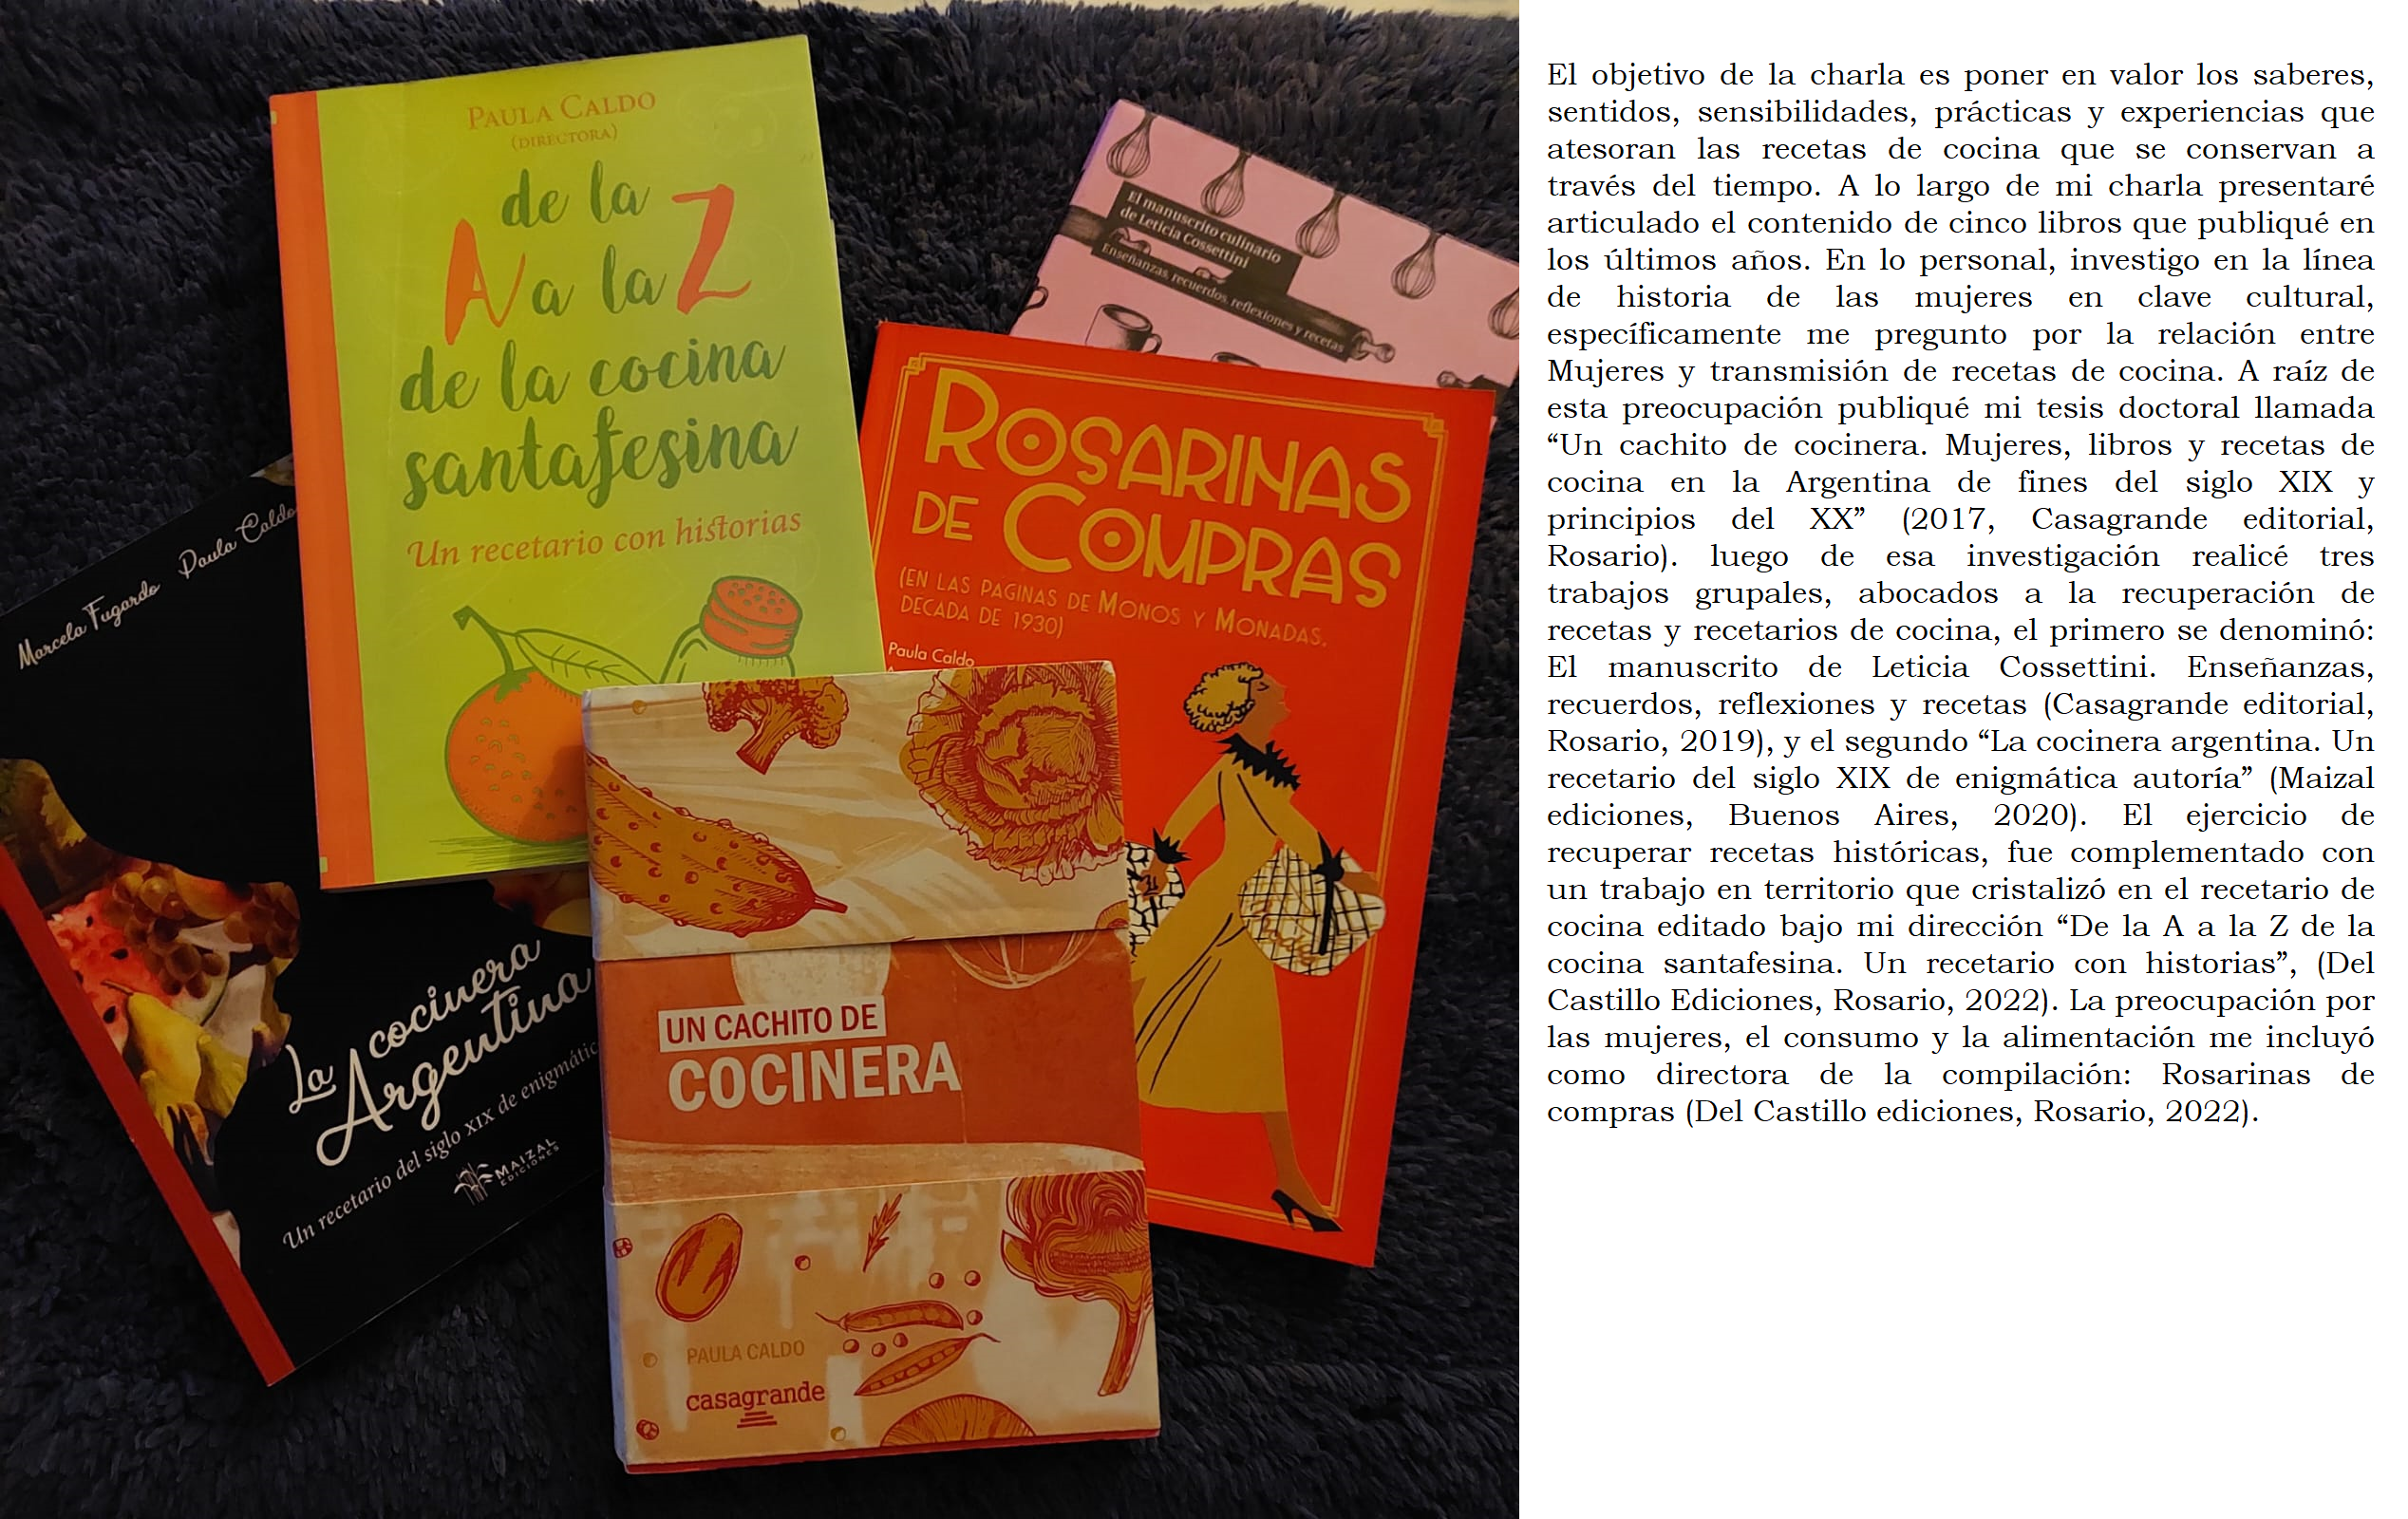 PAULA CALDO
(DIRECTORA)
de la
A a la Z
de la cocina
santafesina
Un recetario con historias
El manuscrito culinario
de Leticia Cossettini
Enseñanzas, recuerdos, reflexiones y recetas
ROSARINAS
DE COMPRAS
(EN LAS PAGINAS DE MONOS Y MONADAS,
DECADA DE 1930)
Paula Caldo
Marcela Fugardo Paula Caldo
La cocinera
Argentina
Un recetario del siglo XIX de enigmátic
MAIZAL
EDICIONES
UN CACHITO DE
COCINERA
PAULA CALDO
casagrande
El objetivo de la charla es poner en valor los saberes,
sentidos, sensibilidades, prácticas y experiencias que
atesoran las recetas de cocina que se conservan a
través del tiempo. A lo largo de mi charla presentaré
articulado el contenido de cinco libros que publiqué en
los últimos años. En lo personal, investigo en la línea
de historia de las mujeres en clave cultural,
específicamente me pregunto por la relación entre
Mujeres y transmisión de recetas de cocina. A raíz de
esta preocupación publiqué mi tesis doctoral llamada
“Un cachito de cocinera. Mujeres, libros y recetas de
cocina en la Argentina de fines del siglo XIX y
principios del XX” (2017, Casagrande editorial,
Rosario). luego de esa investigación realicé tres
trabajos grupales, abocados a la recuperación de
recetas y recetarios de cocina, el primero se denominó:
El manuscrito de Leticia Cossettini. Enseñanzas,
recuerdos, reflexiones y recetas (Casagrande editorial,
Rosario, 2019), y el segundo “La cocinera argentina. Un
recetario del siglo XIX de enigmática autoría” (Maizal
ediciones, Buenos Aires, 2020). El ejercicio de
recuperar recetas históricas, fue complementado con
un trabajo en territorio que cristalizó en el recetario de
cocina editado bajo mi dirección “De la A a la Z de la
cocina santafesina. Un recetario con historias”, (Del
Castillo Ediciones, Rosario, 2022). La preocupación por
las mujeres, el consumo y la alimentación me incluyó
como directora de la compilación: Rosarinas de
compras (Del Castillo ediciones, Rosario, 2022).